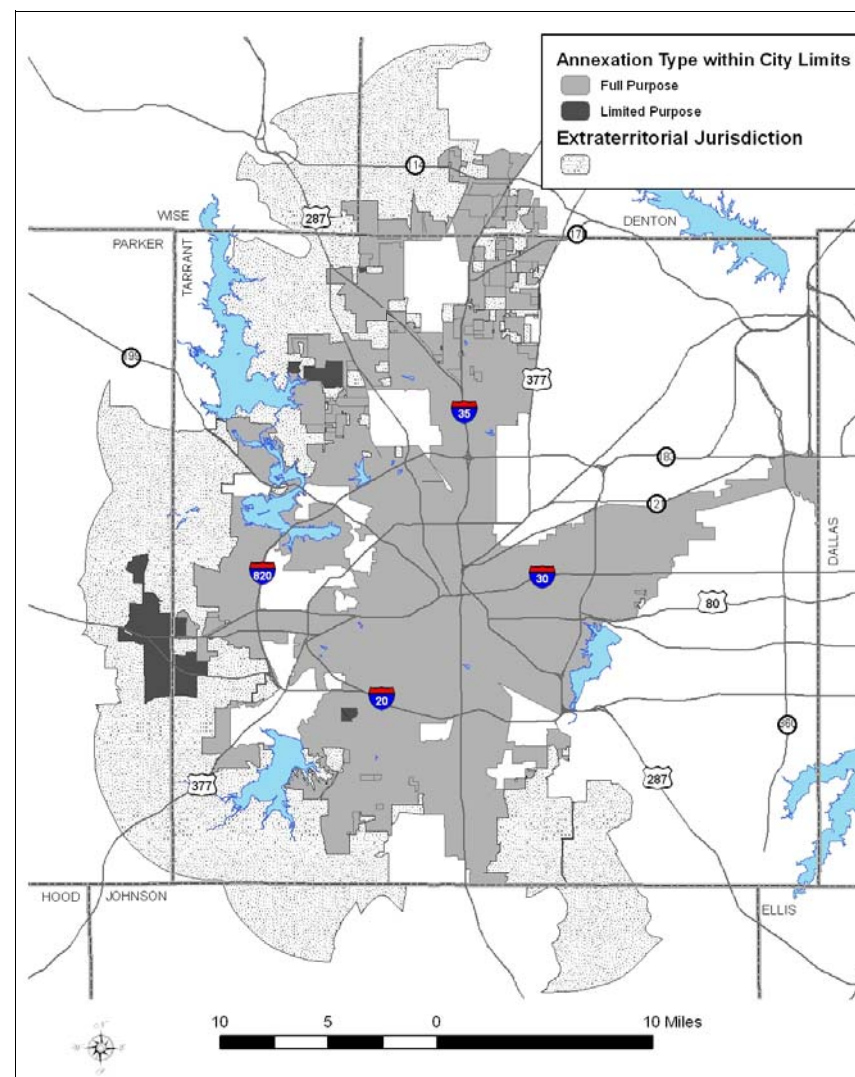 Annexation Type within City Limits
Full Purpose
Limited Purpose
Extraterritorial Jurisdiction
114
287
WISE
DENTON
PARKER
TARRANT
199
377
35
183
121
820
30
DALLAS
80
20
360
377
287
HOOD
JOHNSON
ELLIS
10
5
0
10 Miles
N
W
S